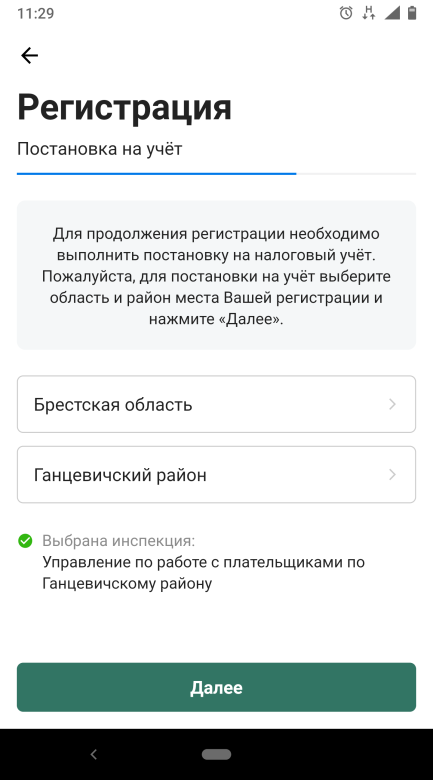 11:29
H
Регистрация
Постановка на учёт
Для продолжения регистрации необходимо
выполнить постановку на налоговый учёт.
Пожалуйста, для постановки на учёт выберите
область и район места Вашей регистрации и
нажмите «Далее».
Брестская область
Ганцевичский район
Выбрана инспекция:
Управление по работе с плательщиками по
Ганцевичскому району
Далее